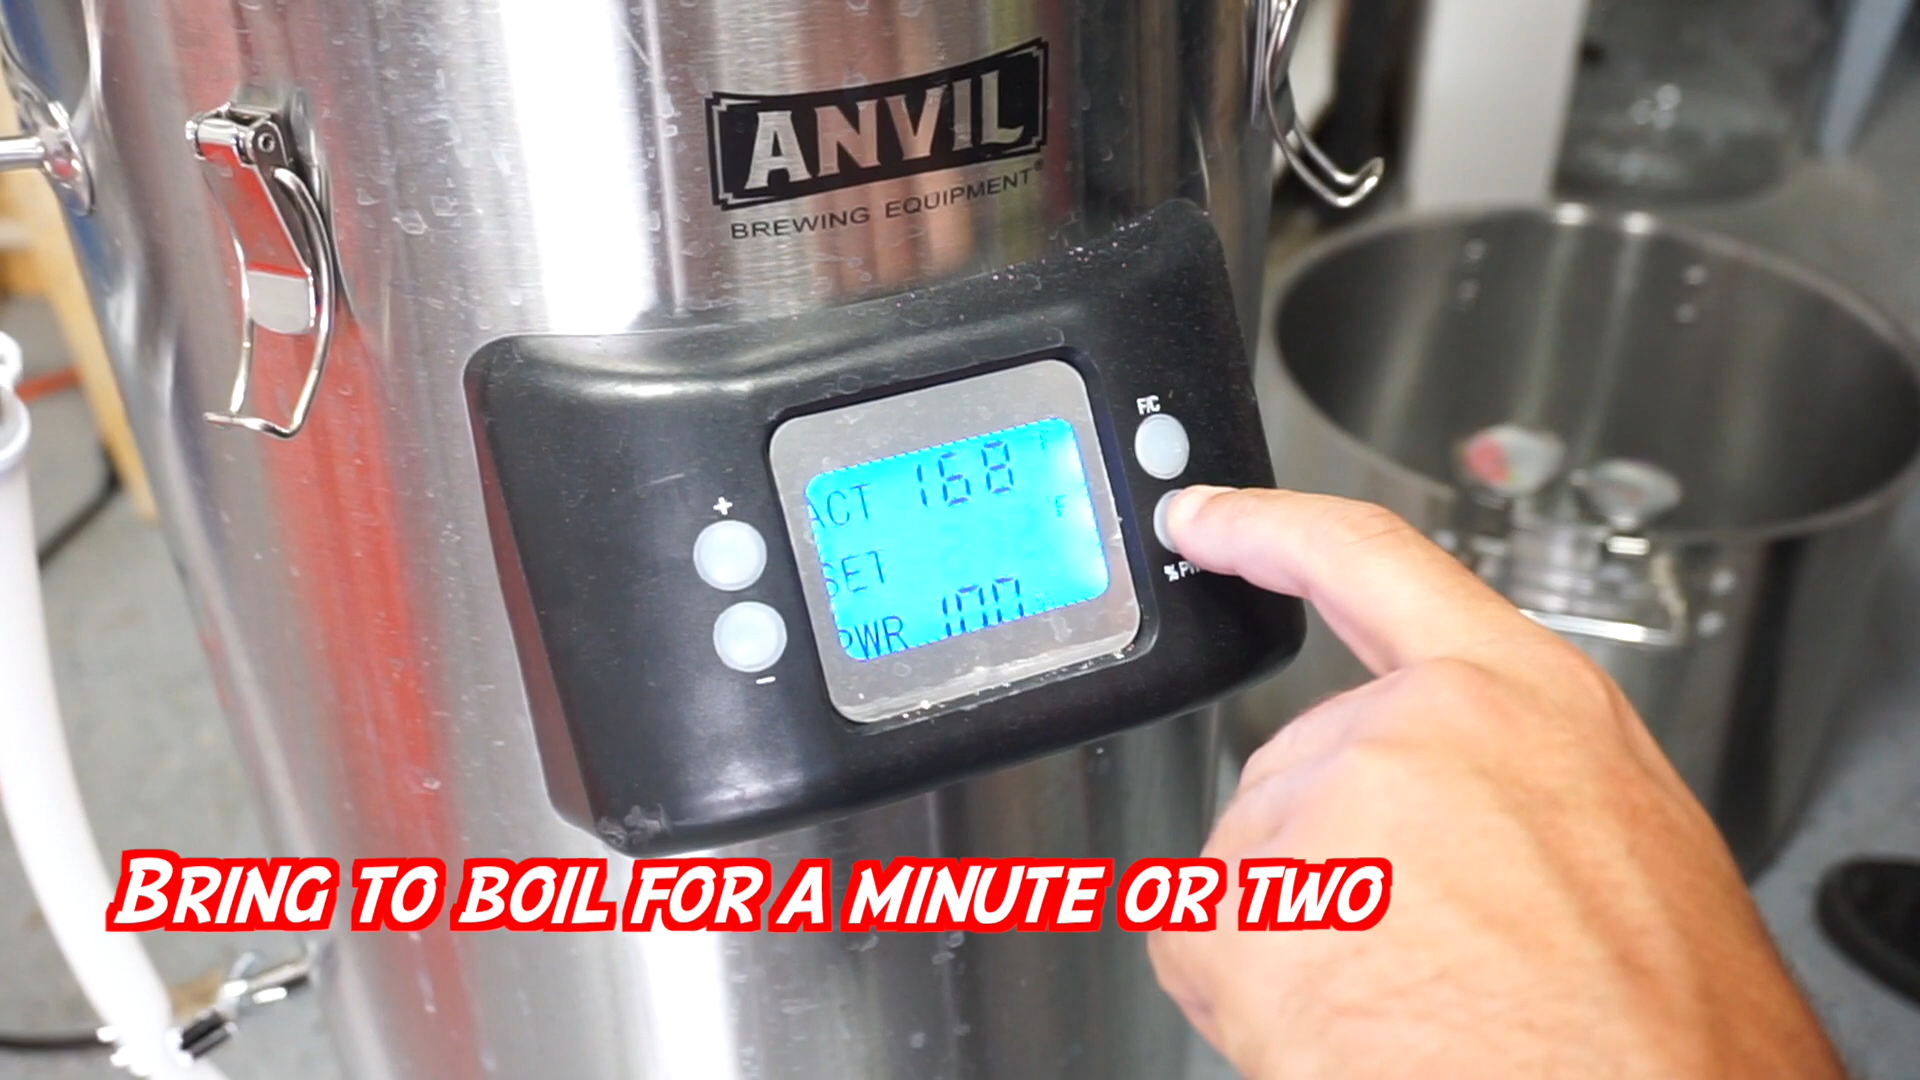 ANVIL
BREWING EQUIPMENT®
F/C
ACT 168 F
+
F
SET
% P
PWR 100
-
BRING TO BOIL FOR A MINUTE OR TWO